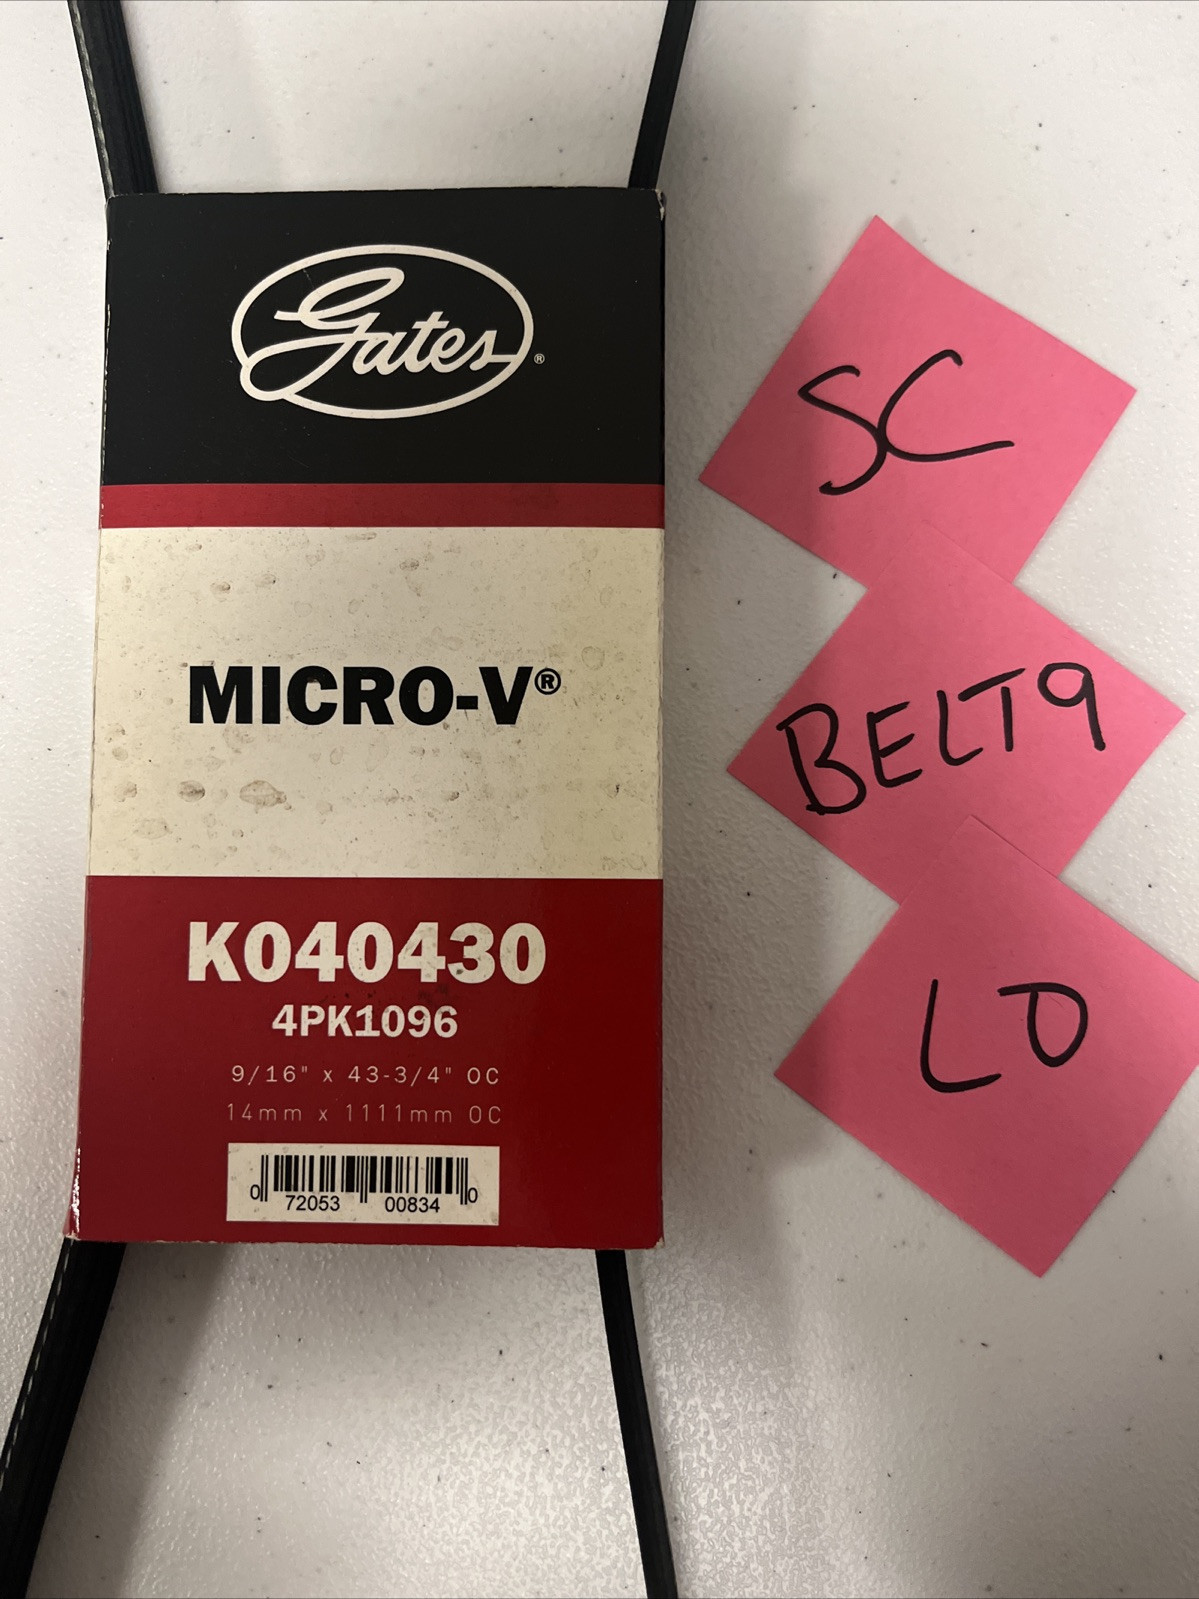 Gates®
MICRO-V®
K040430
4PK1096
9/16" x 43-3/4" OC
14mm x 1111mm OC
0 72053 00834 0
SC
BELT9
LO